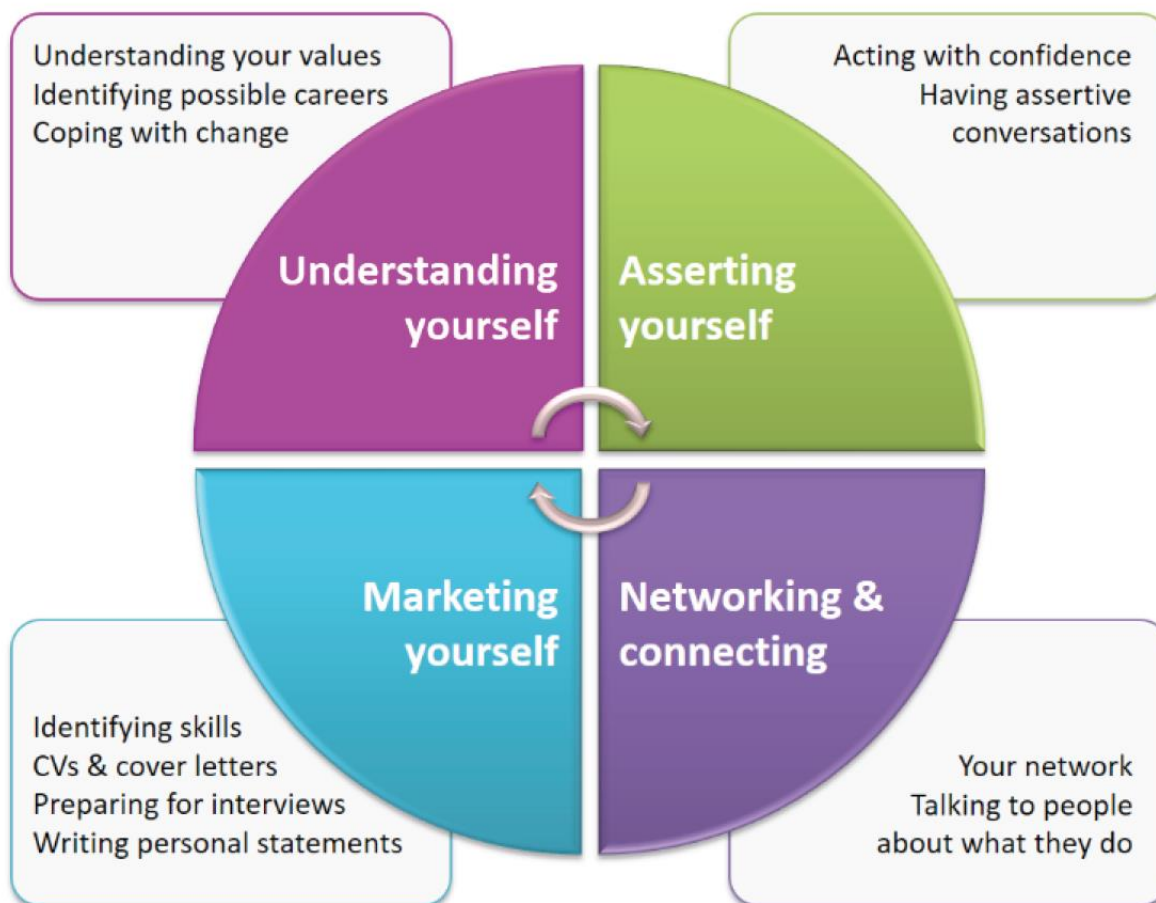 Understanding your values
Identifying possible careers
Coping with change
Acting with confidence
Having assertive
conversations
Understanding
yourself
Asserting
yourself
Marketing
yourself
Networking &
connecting
Identifying skills
CVs & cover letters
Preparing for interviews
Writing personal statements
Your network
Talking to people
about what they do